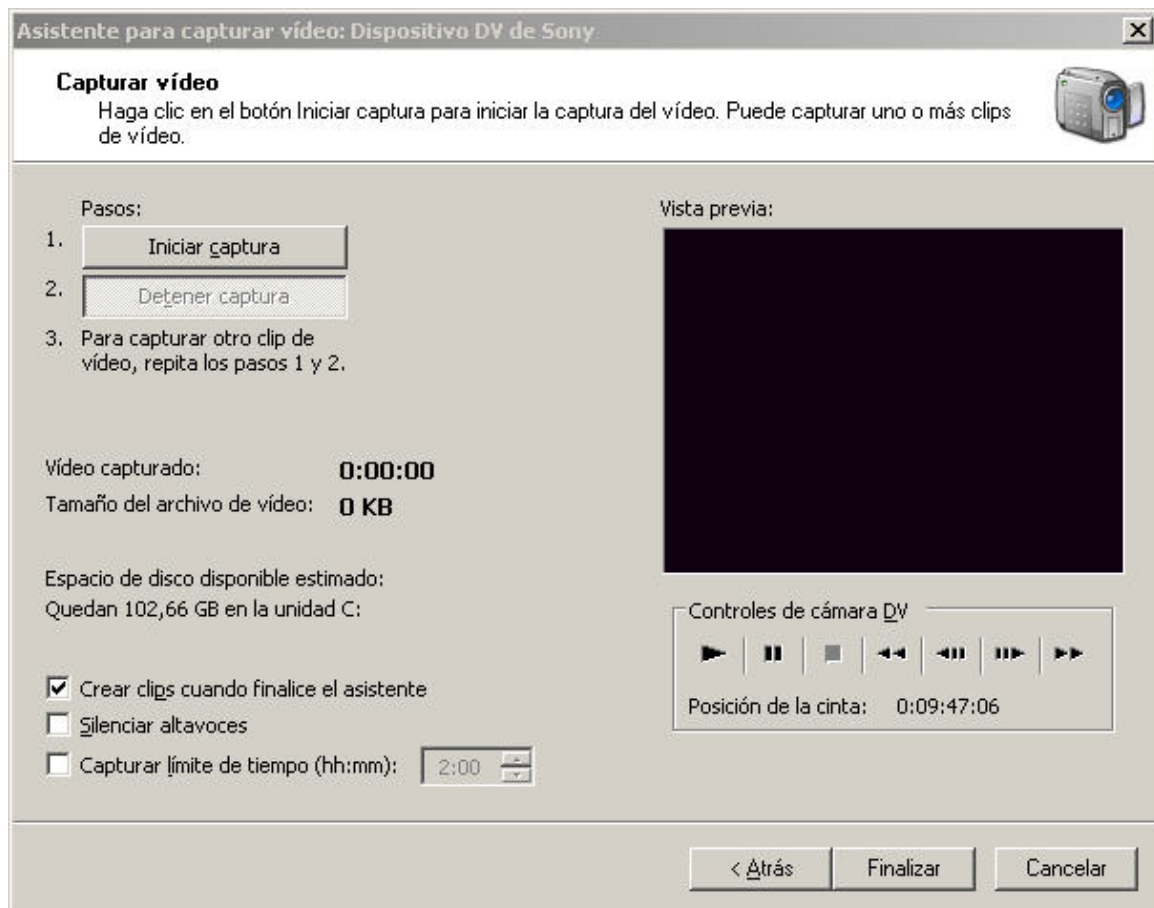 Asistente para capturar vídeo: Dispositivo DV de Sony
Capturar vídeo
Haga clic en el botón Iniciar captura para iniciar la captura del vídeo. Puede capturar uno o más clips
de vídeo.
Pasos:
1. Iniciar captura
2. Detener captura
3. Para capturar otro clip de
vídeo, repita los pasos 1 y 2.
Vídeo capturado: 0:00:00
Tamaño del archivo de vídeo: 0 KB
Espacio de disco disponible estimado:
Quedan 102,66 GB en la unidad C:
Crear clips cuando finalice el asistente
Silenciar altavoces
Capturar límite de tiempo (hh:mm): 2:00
Vista previa:
Controles de cámara DV
Posición de la cinta: 0:09:47:06
< Atrás Finalizar Cancelar